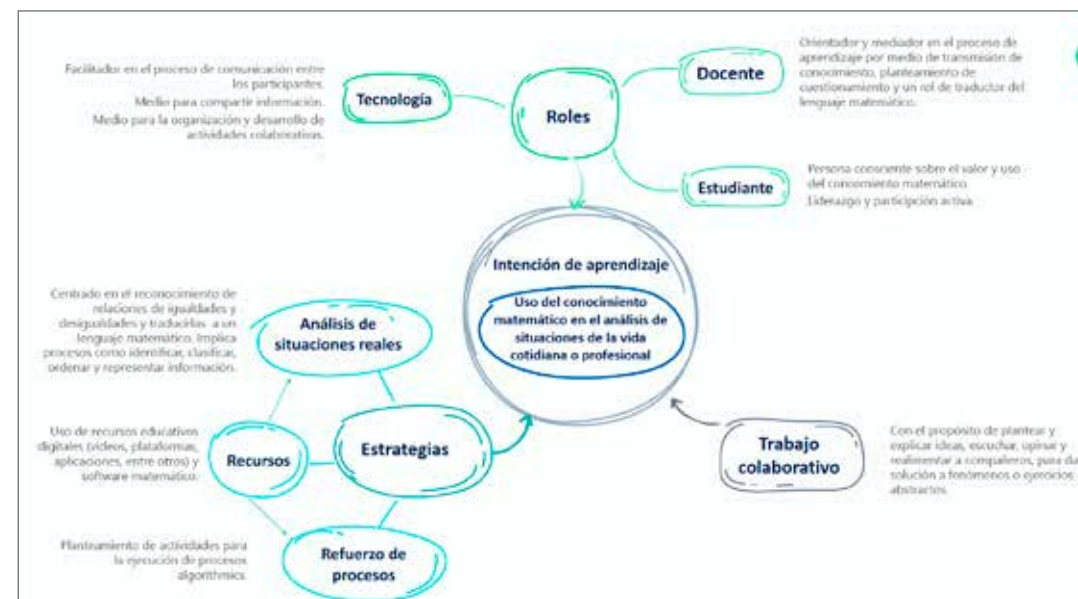 Facilitador en el proceso de comunicación entre
los participantes.
Medio para compartir información.
Medio para la organización y desarrollo de
actividades colaborativas.
Tecnología
Roles
Docente
Orientador y mediador en el proceso de
aprendizaje por medio de transmisión de
conocimiento, planteamiento de
cuestionamiento y un rol de traductor del
lenguaje matemático.
Estudiante
Persona consciente sobre el valor y uso
del conocimiento matemático
Liderazgo y participción activa
Intención de aprendizaje
Uso del conocimiento
matemático en el análisis de
situaciones de la vida
cotidiana o profesional
Centrado en el reconocimiento de
relaciones de igualdades y
desigualdades y traducirlas a un
lenguaje matemático. Implica
procesos como identificar, clasificar,
ordenar y representar información.
Análisis de
situaciones reales
Uso de recursos educativos
digitales (videos, plataformas,
aplicaciones, entre otros) y
software matemático.
Recursos
Estrategias
Planteamiento de actividades para
la ejecución de procesos
algorithmics.
Refuerzo de
procesos
Trabajo
colaborativo
Con el propósito de plantear y
explicar ideas, escuchar, opinar y
realimentar a compañeros, para da
solución a fenómenos o ejercicios
abstractos.